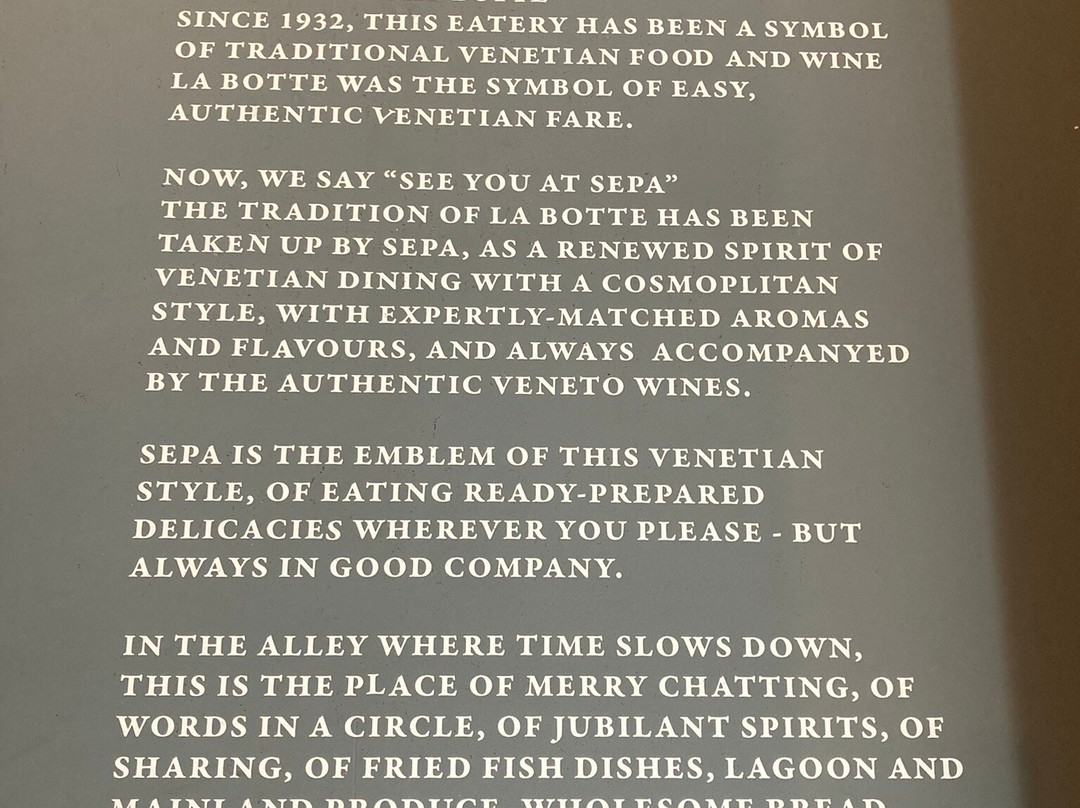 SINCE 1932, THIS EATERY HAS BEEN A SYMBOL
OF TRADITIONAL VENETIAN FOOD AND WINE
LA BOTTE WAS THE SYMBOL OF EASY,
AUTHENTIC VENETIAN FARE.
NOW, WE SAY “SEE YOU AT SEPA”
THE TRADITION OF LA BOTTE HAS BEEN
TAKEN UP BY SEPA, AS A RENEWED SPIRIT OF
VENETIAN DINING WITH A COSMOPLITAN
STYLE, WITH EXPERTLY-MATCHED AROMAS
AND FLAVOURS, AND ALWAYS ACCOMPANYED
BY THE AUTHENTIC VENETO WINES.
SEPA IS THE EMBLEM OF THIS VENETIAN
STYLE, OF EATING READY-PREPARED
DELICACIES WHEREVER YOU PLEASE - BUT
ALWAYS IN GOOD COMPANY.
IN THE ALLEY WHERE TIME SLOWS DOWN,
THIS IS THE PLACE OF MERRY CHATTING, OF
WORDS IN A CIRCLE, OF JUBILANT SPIRITS, OF
SHARING, OF FRIED FISH DISHES, LAGOON AND
MAINLAND PRODUCE, WHOLESOME BREAD